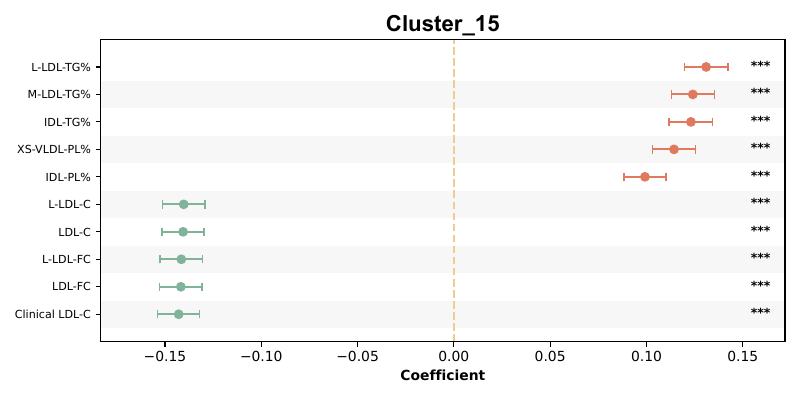 Cluster_15
L-LDL-TG% ***
M-LDL-TG% ***
IDL-TG% ***
XS-VLDL-PL% ***
IDL-PL% ***
L-LDL-C ***
LDL-C ***
L-LDL-FC ***
LDL-FC ***
Clinical LDL-C ***
−0.15 −0.10 −0.05 0.00 0.05 0.10 0.15
Coefficient